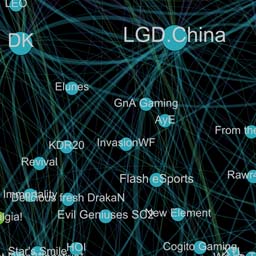 LEO
DK
LGD.China
Elunes
GnA Gaming
AyE
From the
KDR20
InvasionWF
Revival
Flash eSports
Rawr
Immortality
Delicious fresh DrakaN
lgia!
Evil Geniuses SC2
New Element
Star's Smile
HOI
Cogito Gaming